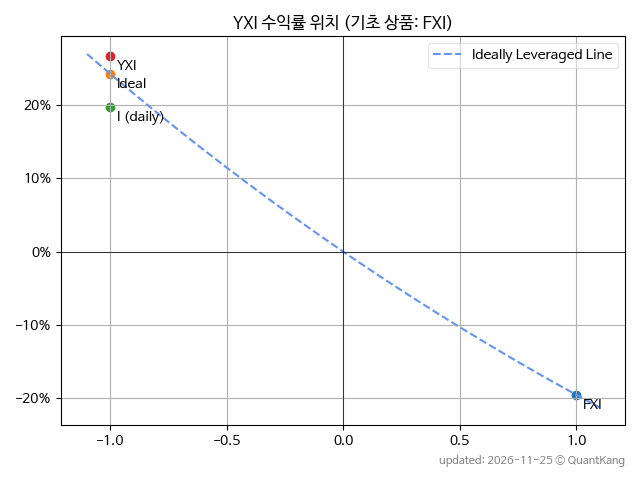 YXI 수익률 위치 (기초 상품: FXI)
Ideally Leveraged Line
YXI
Ideal
I (daily)
FXI
20%
10%
0%
−10%
−20%
−1.0
−0.5
0.0
0.5
1.0
updated: 2026-11-25 © QuantKang